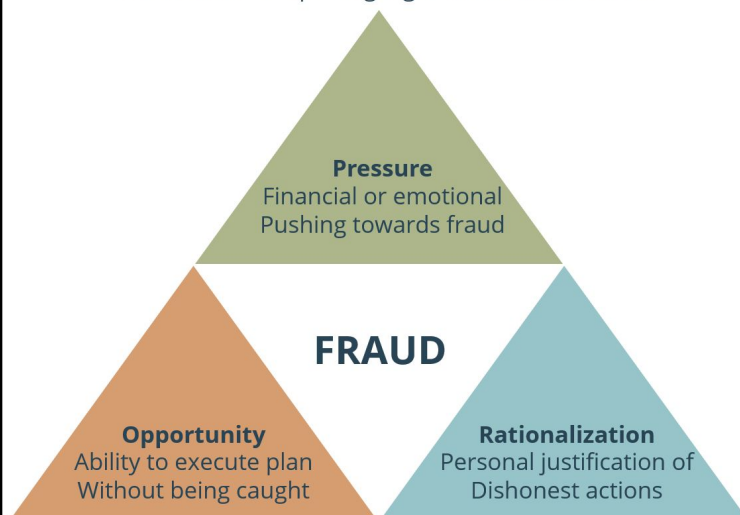 Pressure
Financial or emotional
Pushing towards fraud
FRAUD
Opportunity
Ability to execute plan
Without being caught
Rationalization
Personal justification of
Dishonest actions